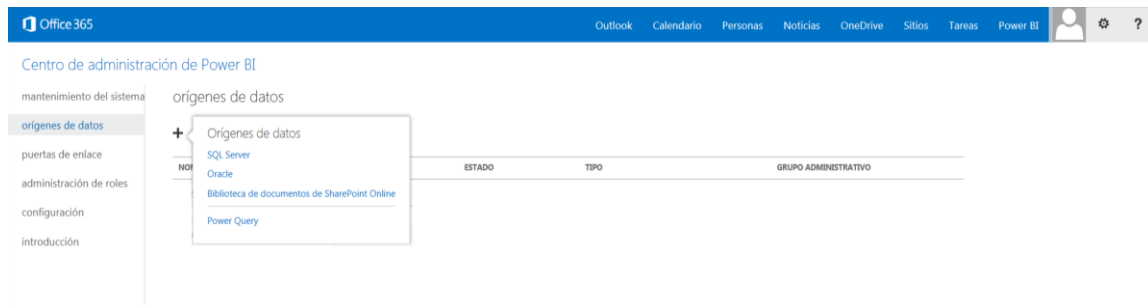 Office 365
Outlook Calendario Personas Noticias OneDrive Sitios Tareas Power BI ?
Centro de administración de Power BI
mantenimiento del sistema
orígenes de datos
puertas de enlace
administración de roles
configuración
introducción
orígenes de datos
+
Orígenes de datos
SQL Server
Oracle
Biblioteca de documentos de SharePoint Online
Power Query
ESTADO TIPO GRUPO ADMINISTRATIVO